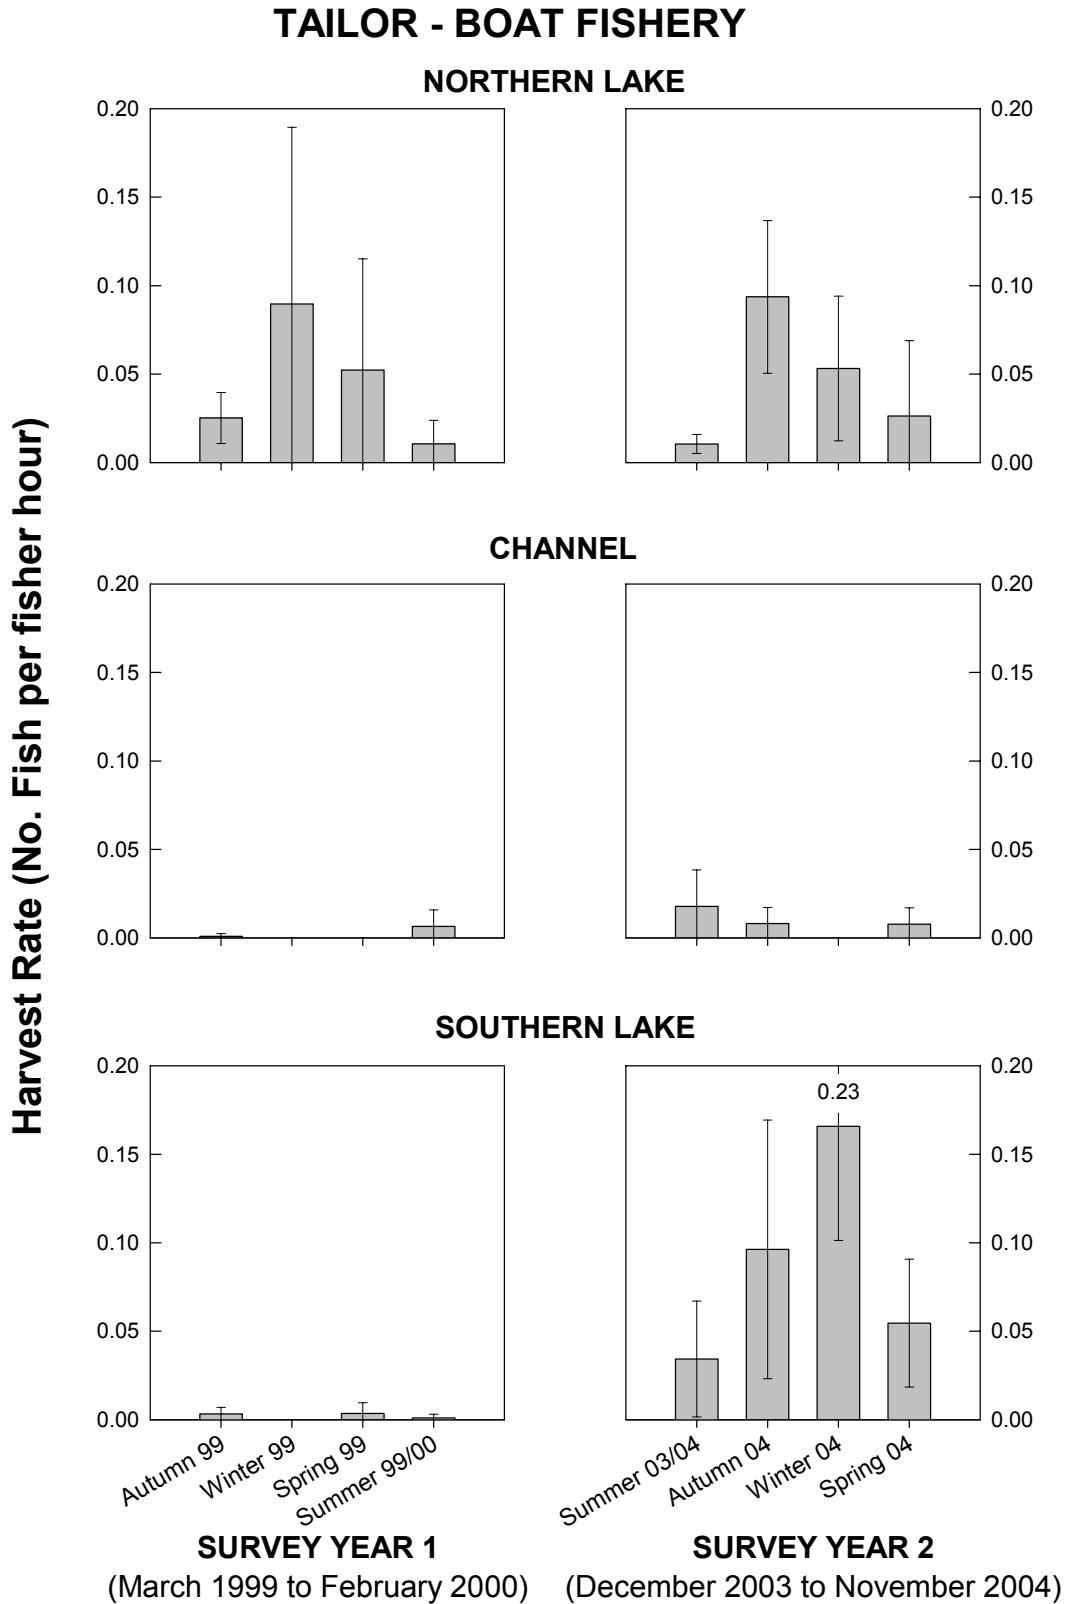 TAILOR - BOAT FISHERY
Harvest Rate (No. Fish per fisher hour)
NORTHERN LAKE
0.20
0.15
0.10
0.05
0.00
0.20
0.15
0.10
0.05
0.00
CHANNEL
0.20
0.15
0.10
0.05
0.00
0.20
0.15
0.10
0.05
0.00
SOUTHERN LAKE
0.20
0.15
0.10
0.05
0.00
0.23
0.20
0.15
0.10
0.05
0.00
Autumn 99
Winter 99
Spring 99
Summer 99/00
Summer 03/04
Autumn 04
Winter 04
Spring 04
SURVEY YEAR 1
(March 1999 to February 2000)
SURVEY YEAR 2
(December 2003 to November 2004)